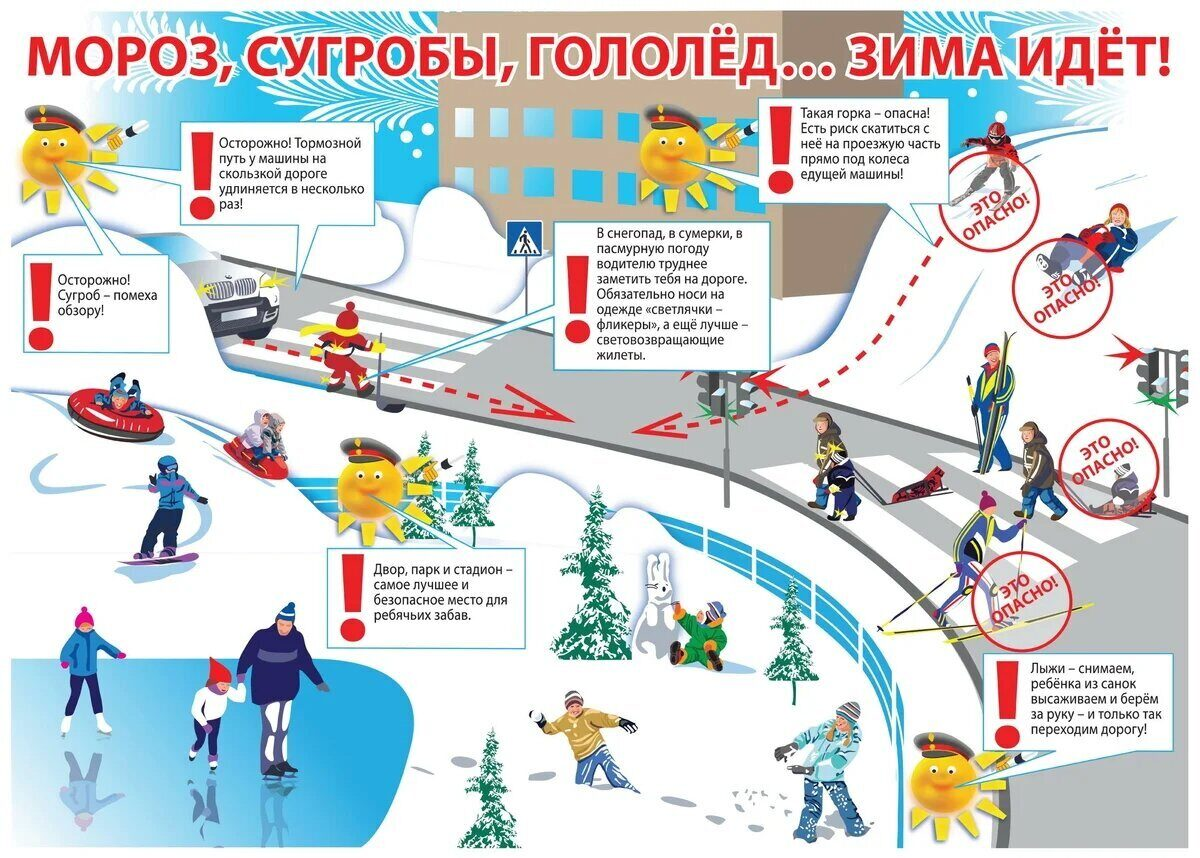 МОРОЗ, СУГРОБЫ, ГОЛОЛЁД... ЗИМА ИДЁТ!
Осторожно! Тормозной
путь у машины на
скользкой дороге
удлиняется в несколько
раз!
Такая горка – опасна!
Есть риск скатиться с
неё на проезжую часть
прямо под колеса
едущей машины!
ЭТО
ОПАСНО!
ЭТО
ОПАСНО!
Осторожно!
Сугроб – помеха
обзору!
В снегопад, в сумерки, в
пасмурную погоду
водителю труднее
заметить тебя на дороге.
Обязательно носи на
одежде «светлячки –
фликеры», а ещё лучше –
световозвращающие
жилеты.
ЭТО
ОПАСНО!
Двор, парк и стадион –
самое лучшее и
безопасное место для
ребячьих забав.
ЭТО
ОПАСНО!
Лыжи – снимаем,
ребёнка из санок
высаживаем и берём
за руку – и только так
переходим дорогу!